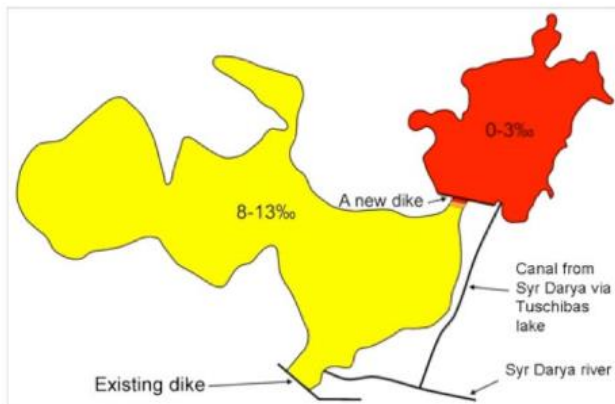 0-3‰
8-13‰
A new dike
Canal from
Syr Darya via
Tuschibas
lake
Syr Darya river
Existing dike